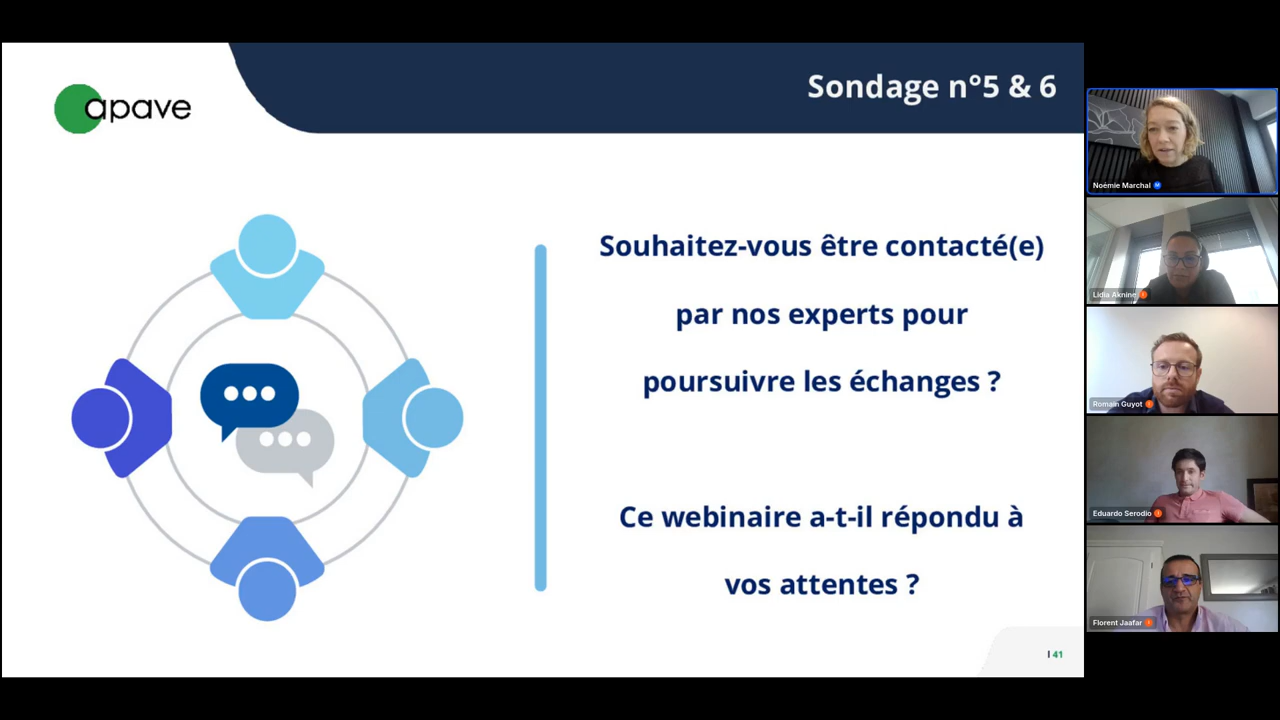 apave
Sondage n°5 & 6
Souhaitez-vous être contacté(e)
par nos experts pour
poursuivre les échanges ?
Ce webinaire a-t-il répondu à
vos attentes ?
I 41
Noémie Marchal M
Lidia Aknine
Romain Guyot
Eduardo Serodio
Florent Jaafar